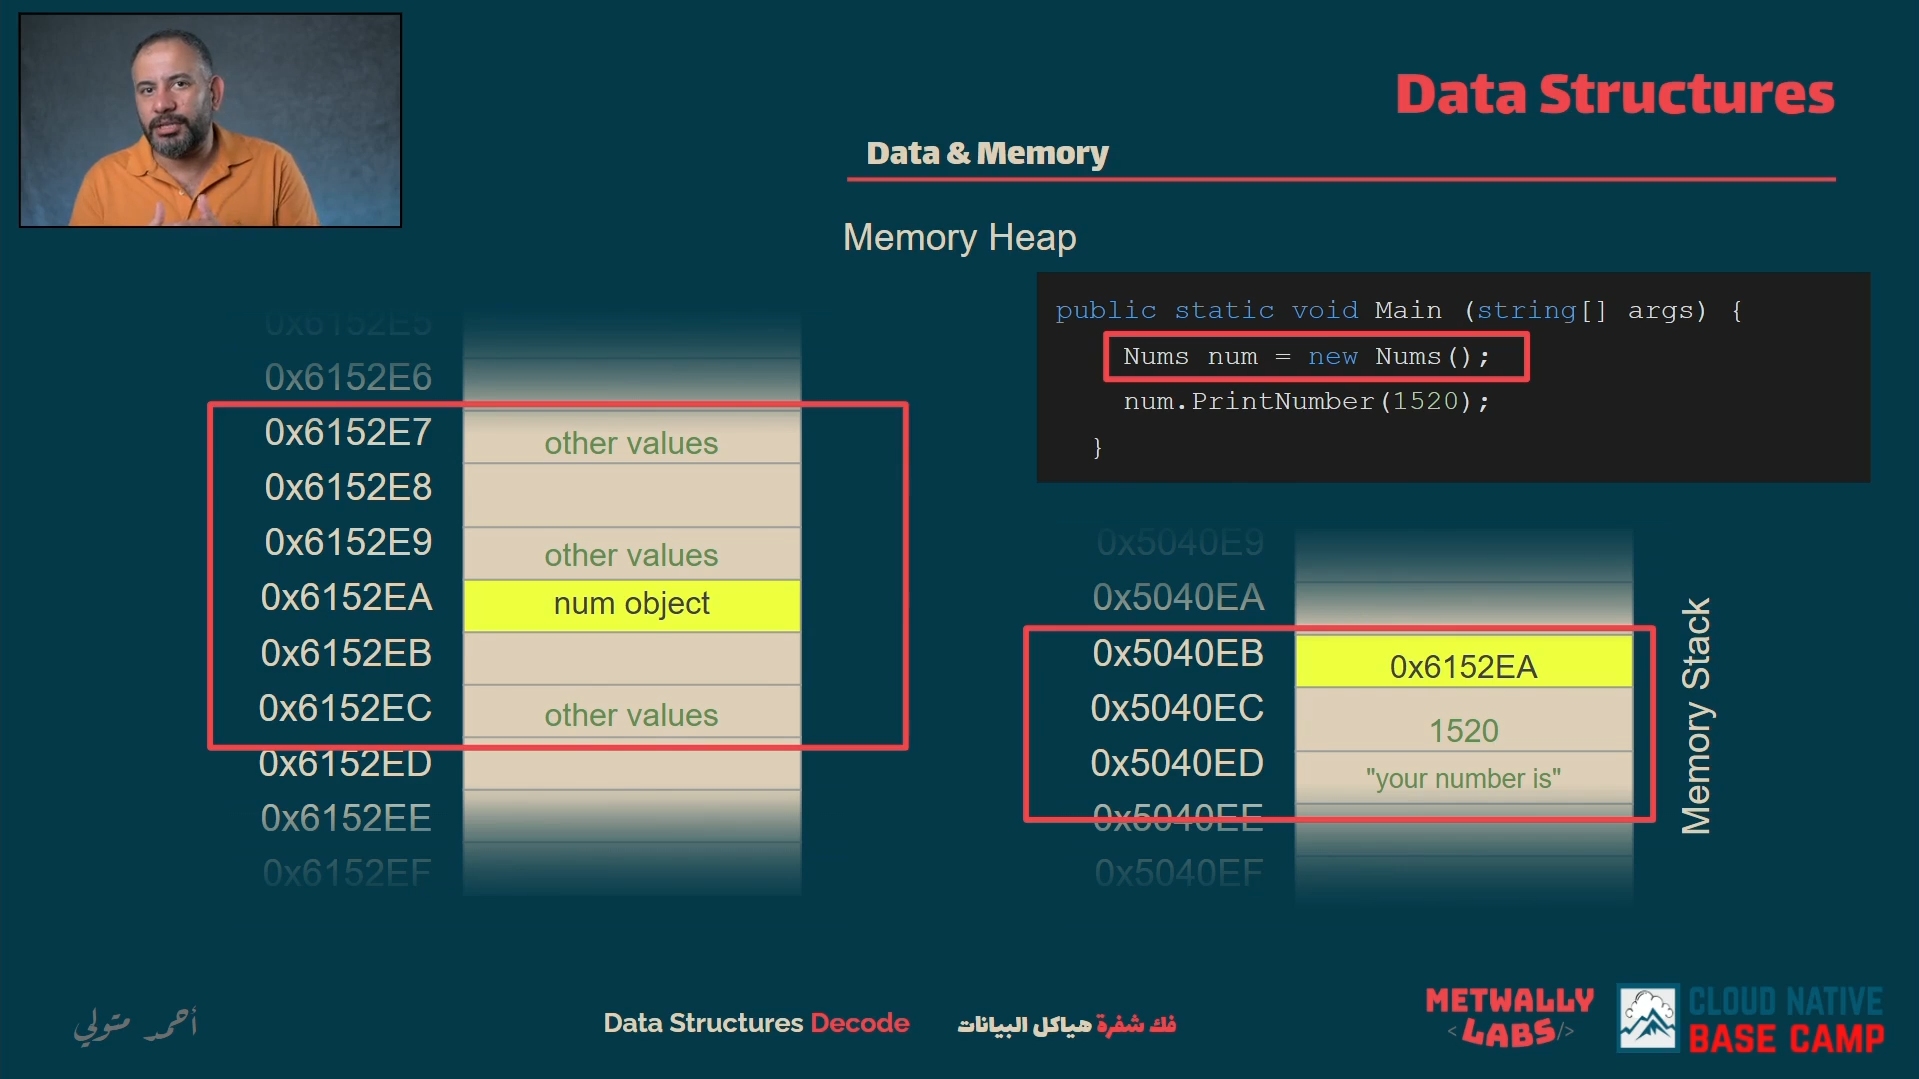 Data Structures
Data & Memory
Memory Heap
public static void Main (string[] args) {
Nums num = new Nums();
num.PrintNumber(1520);
}
0x6152E5
0x6152E6
0x6152E7
other values
0x6152E8
0x6152E9
other values
0x6152EA
num object
0x6152EB
0x6152EC
other values
0x6152ED
0x6152EE
0x6152EF
0x5040E9
0x5040EA
0x5040EB
0x6152EA
0x5040EC
1520
0x5040ED
"your number is"
0x5040EE
0x5040EF
Memory Stack
أحمد متولي
Data Structures Decode
فك شفرة هياكل البيانات
METWALLY
<LABS/>
CLOUD NATIVE
BASE CAMP